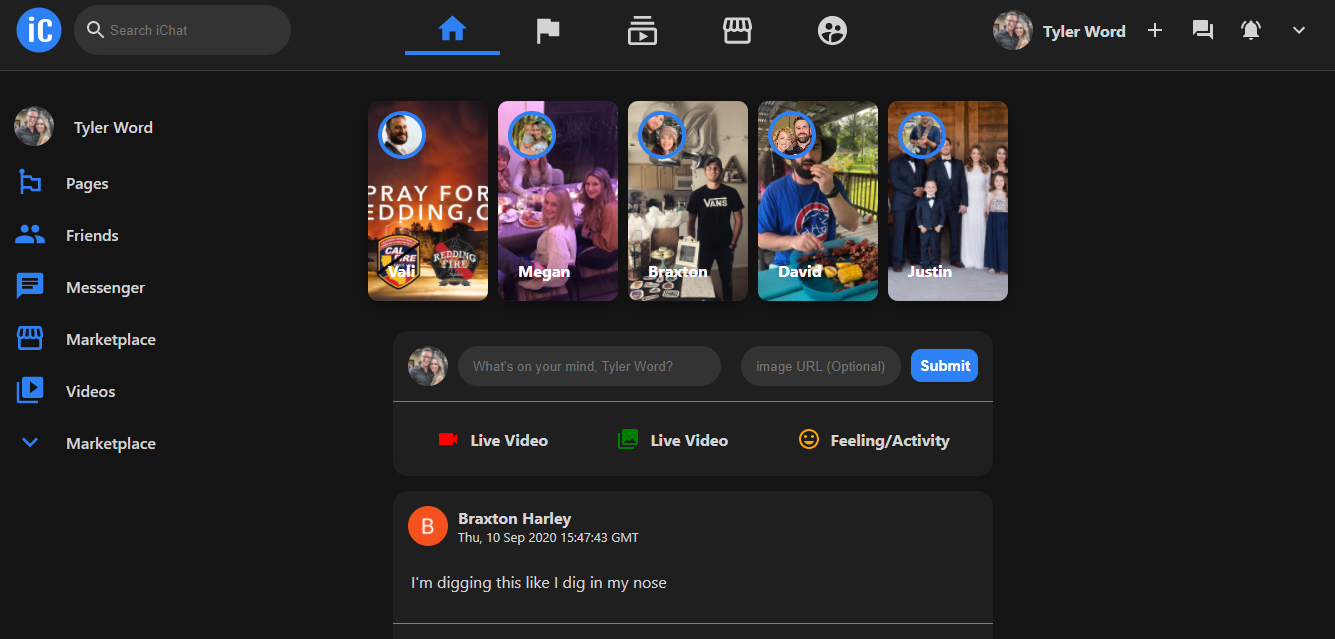 iC
Search iChat
Tyler Word
Tyler Word
Pages
Friends
Messenger
Marketplace
Videos
Marketplace
PRAY FOR
EDDING, C
CAL
FIRE
REDDING
FIRE
Vali
Megan
VANS
Braxton
David
Justin
What's on your mind, Tyler Word?
image URL (Optional)
Submit
Live Video
Live Video
Feeling/Activity
B
Braxton Harley
Thu, 10 Sep 2020 15:47:43 GMT
I'm digging this like I dig in my nose